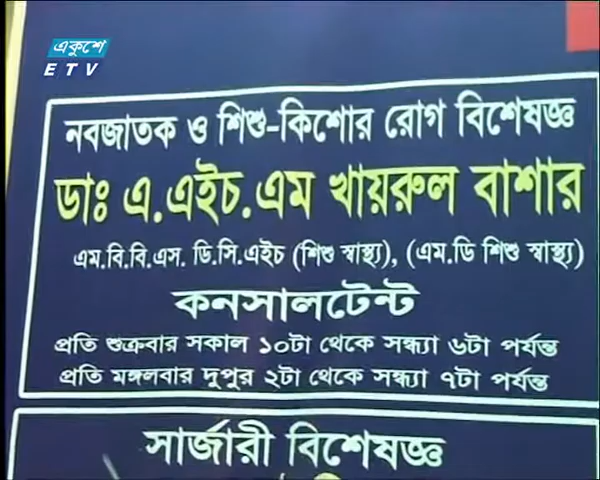 একুশে
ETV
নবজাতক ও শিশু-কিশোর রোগ বিশেষজ্ঞ
ডাঃ এ.এইচ.এম খায়রুল বাশার
এম.বি.বি.এস. ডি.সি.এইচ (শিশু স্বাস্থ্য), (এম.ডি শিশু স্বাস্থ্য)
কনসালটেন্ট
প্রতি শুক্রবার সকাল ১০টা থেকে সন্ধ্যা ৬টা পর্যন্ত
প্রতি মঙ্গলবার দুপুর ২টা থেকে সন্ধ্যা ৭টা পর্যন্ত
সার্জারী বিশেষজ্ঞ